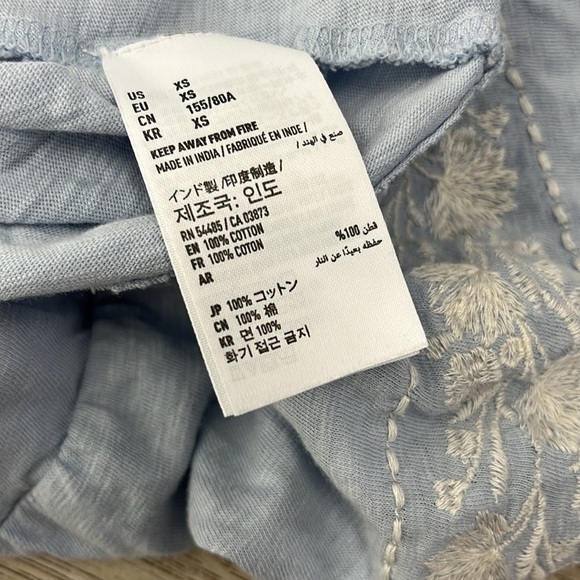 US XS
EU XS
CN 155/80A
KR XS
KEEP AWAY FROM FIRE
MADE IN INDIA / FABRIQUÉ EN INDE / صنع في الهند /
インド製 /印度制造 /
제조국: 인도
RN 54485 / CA 03873
EN 100% COTTON
FR 100% COTTON
AR قطن 100%
حفظه بعيدًا عن النار
JP 100% コットン
CN 100% 棉
KR 면 100%
화기 접근 금지